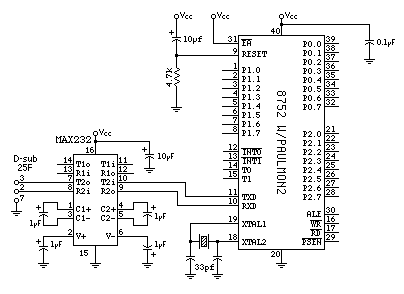 Vcc Vcc Vcc
+ 10pf 31 EA 40 P0.0 39 0.1µF
9 RESET P0.1 38
P0.2 37
4.7k 1 P1.0 P0.3 36
2 P1.1 P0.4 35
3 P1.2 P0.5 34
4 P1.3 P0.6 33
5 P1.4 P0.7 32
6 P1.5
7 P1.6 P2.0 21
8 P1.7 P2.1 22
8752 W/PAULMON2
MAX232 Vcc
16 + 10µF
12 INT0 P2.2 23
13 INT1 P2.3 24
14 T0 P2.4 25
15 T1 P2.5 26
P2.6 27
11 TXD P2.7 28
10 RXD
D-sub
25F
14 T1o T1i 11
13 R1i R1o 12
3 7 T2o T2i 10
2 8 R2i R2o 9
7
1µF + 1 C1+ C2+ 4 + 1µF
3 C1- C2- 5
2 V+ V- 6
+ 1µF 15 + 1µF
19 XTAL1 ALE 30
WR 16
18 XTAL2 RD 17
PSEN 29
33pf 20